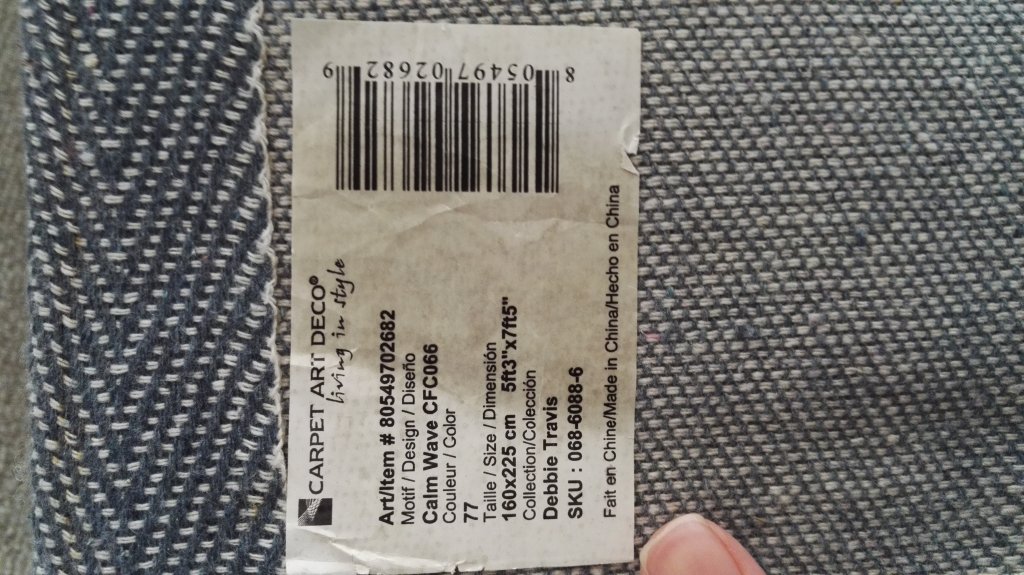 CARPET ART DECO®
living in style
Art/Item # 80549702682
Motif / Design / Diseño
Calm Wave CFC066
Couleur / Color
77
Taille / Size / Dimensión
160x225 cm 5ft3"x7ft5"
Collection/Colección
Debbie Travis
SKU : 068-6088-6
Fait en Chine/Made in China/Hecho en China
8 05497 02682 9